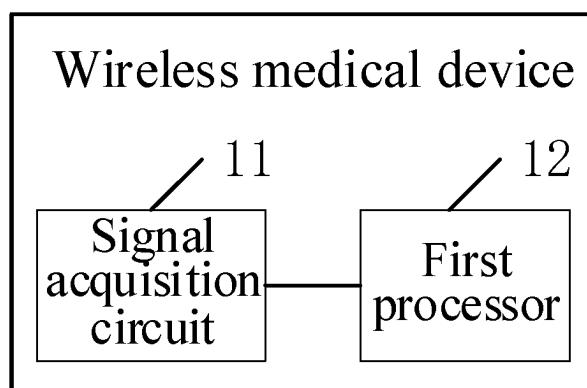 Wireless medical device
11
12
Signal
acquisition
circuit
First
processor